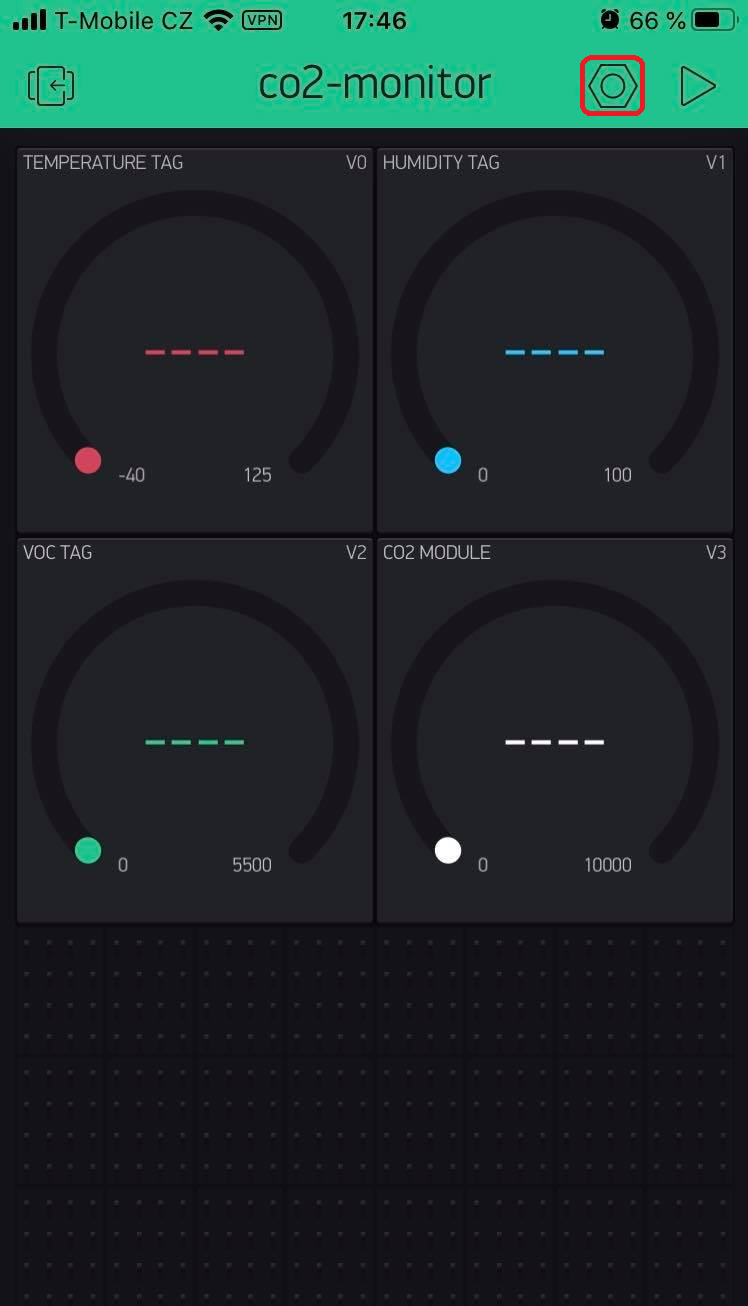 T-Mobile CZ VPN 17:46 66 %
co2-monitor
TEMPERATURE TAG V0
HUMIDITY TAG V1
-40 125
0 100
VOC TAG V2
CO2 MODULE V3
0 5500
0 10000